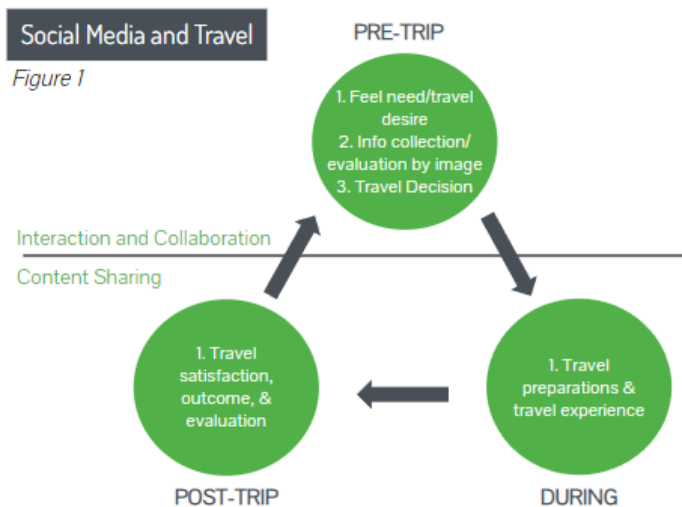 Social Media and Travel
Figure 1
PRE-TRIP
1. Feel need/travel
desire
2. Info collection/
evaluation by image
3. Travel Decision
Interaction and Collaboration
Content Sharing
1. Travel
satisfaction,
outcome, &
evaluation
1. Travel
preparations &
travel experience
POST-TRIP
DURING